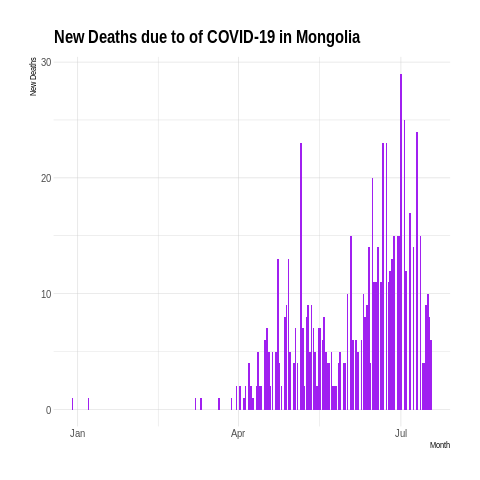 New Deaths due to of COVID-19 in Mongolia
New Deaths
30
20
10
0
Jan
Apr
Jul
Month